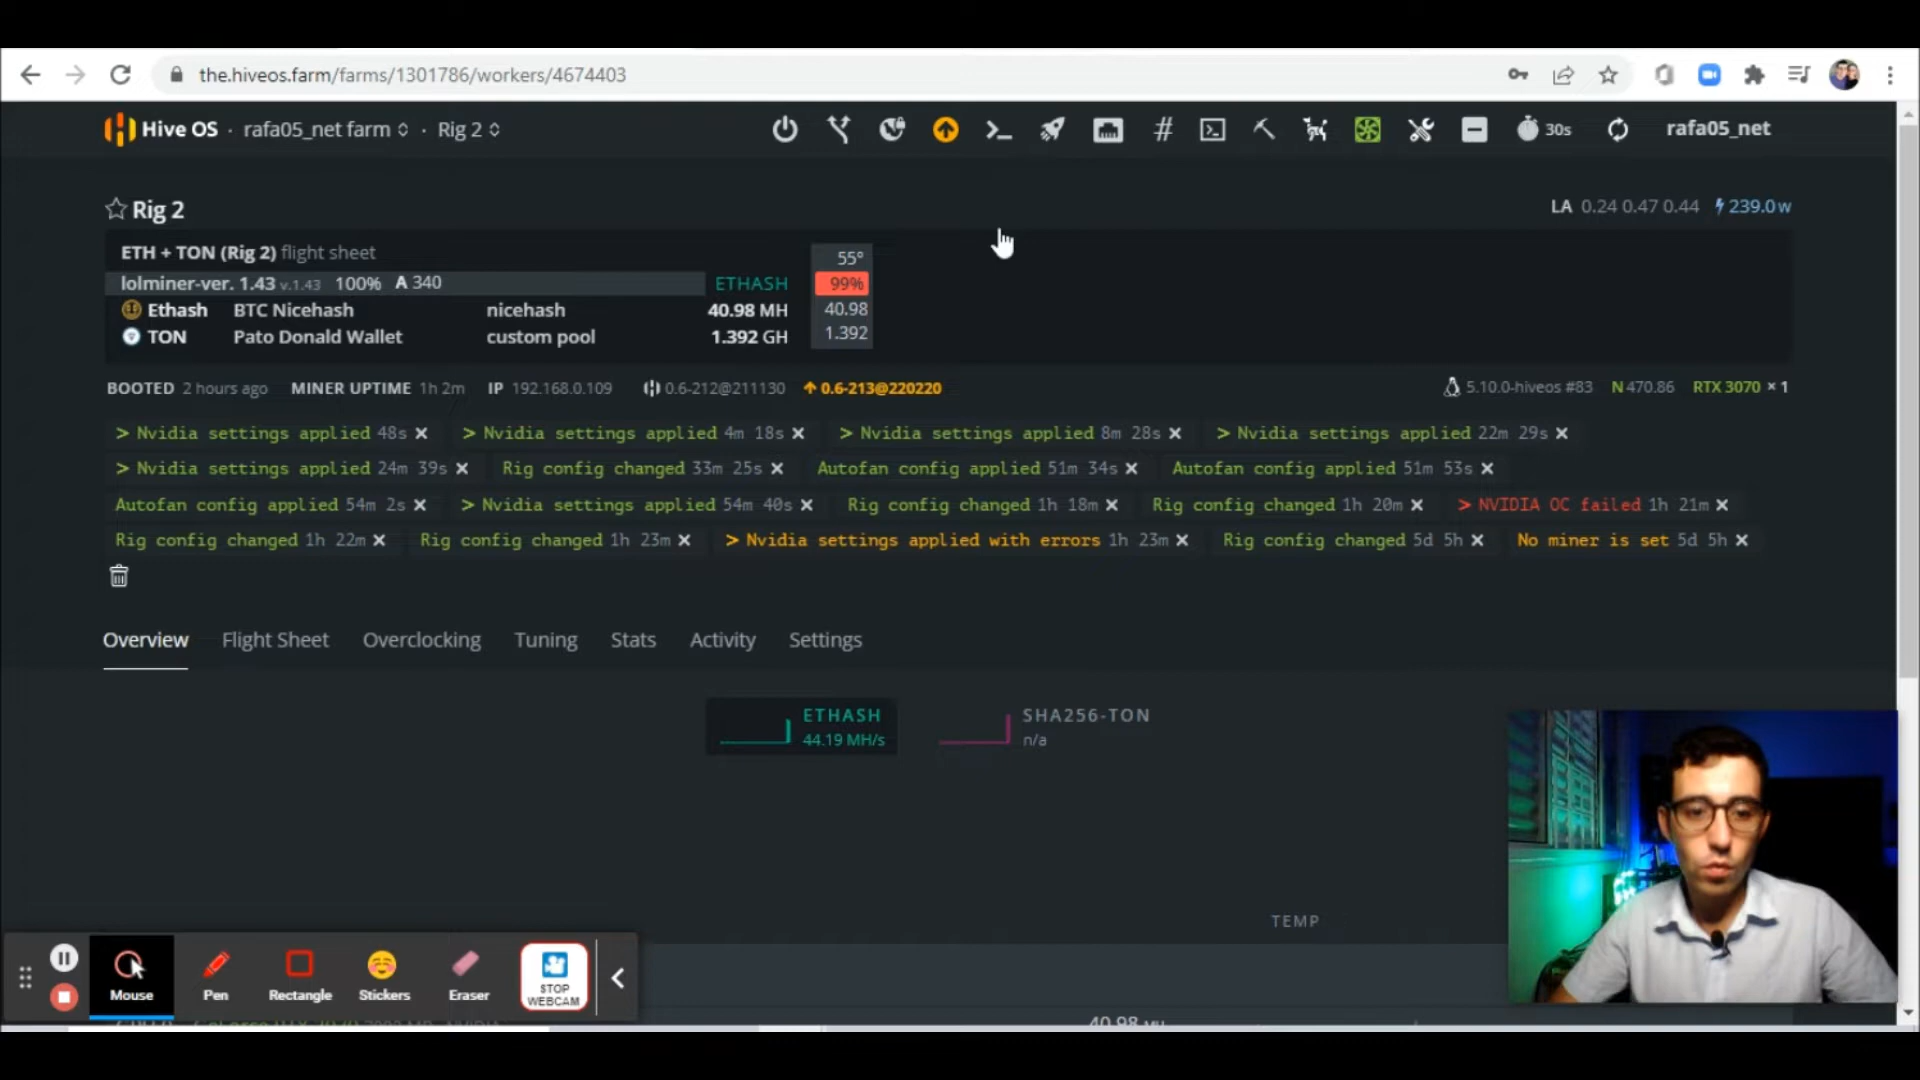 the.hiveos.farm/farms/1301786/workers/4674403
Hive OS · rafa05_net farm · Rig 2
30s
rafa05_net
Rig 2
LA 0.24 0.47 0.44 239.0 w
ETH + TON (Rig 2) flight sheet
55°
lolminer-ver. 1.43 v.1.43 100% A 340 ETHASH
99%
Ethash BTC Nicehash nicehash 40.98 MH
40.98
TON Pato Donald Wallet custom pool 1.392 GH
1.392
BOOTED 2 hours ago MINER UPTIME 1h 2m IP 192.168.0.109 0.6-212@211130 0.6-213@220220 5.10.0-hiveos #83 N 470.86 RTX 3070 × 1
> Nvidia settings applied 48s × > Nvidia settings applied 4m 18s × > Nvidia settings applied 8m 28s × > Nvidia settings applied 22m 29s ×
> Nvidia settings applied 24m 39s × Rig config changed 33m 25s × Autofan config applied 51m 34s × Autofan config applied 51m 53s ×
Autofan config applied 54m 2s × > Nvidia settings applied 54m 40s × Rig config changed 1h 18m × Rig config changed 1h 20m × > NVIDIA OC failed 1h 21m ×
Rig config changed 1h 22m × Rig config changed 1h 23m × > Nvidia settings applied with errors 1h 23m × Rig config changed 5d 5h × No miner is set 5d 5h ×
Overview Flight Sheet Overclocking Tuning Stats Activity Settings
ETHASH
44.19 MH/s
SHA256-TON
n/a
TEMP
Mouse Pen Rectangle Stickers Eraser
STOP
WEBCAM
40.98